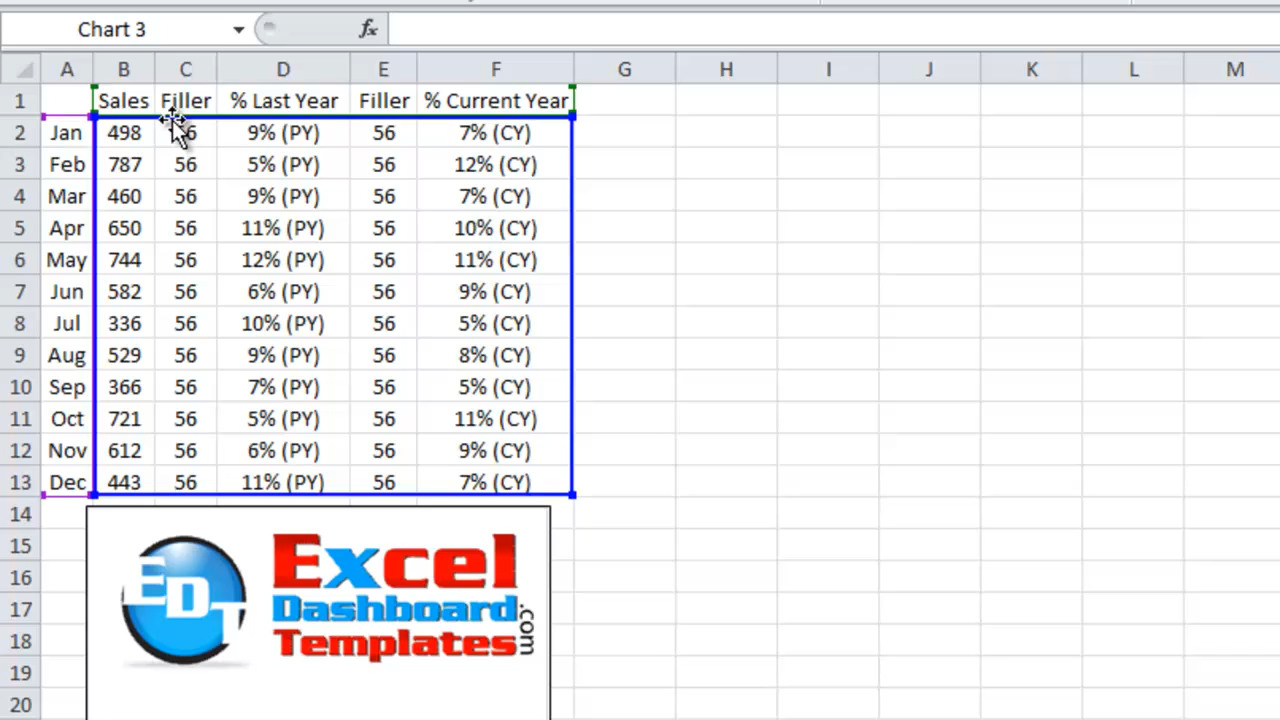 Chart 3 fx
A B C D E F G H I J K L M
1 Sales Filler % Last Year Filler % Current Year
2 Jan 498 6 9% (PY) 56 7% (CY)
3 Feb 787 56 5% (PY) 56 12% (CY)
4 Mar 460 56 9% (PY) 56 7% (CY)
5 Apr 650 56 11% (PY) 56 10% (CY)
6 May 744 56 12% (PY) 56 11% (CY)
7 Jun 582 56 6% (PY) 56 9% (CY)
8 Jul 336 56 10% (PY) 56 5% (CY)
9 Aug 529 56 9% (PY) 56 8% (CY)
10 Sep 366 56 7% (PY) 56 5% (CY)
11 Oct 721 56 5% (PY) 56 11% (CY)
12 Nov 612 56 6% (PY) 56 9% (CY)
13 Dec 443 56 11% (PY) 56 7% (CY)
14
15
16
17
18
19
20
EDT
Excel
Dashboard
Templates
.com